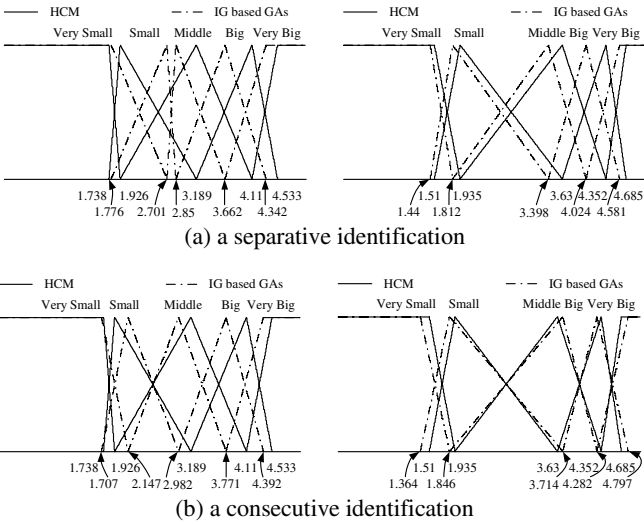 HCM IG based GAs
Very Small Small Middle Big Very Big
1.738 1.926 3.189 4.11 4.533
1.776 2.701 2.85 3.662 4.342
HCM IG based GAs
Very Small Small Middle Big Very Big
1.51 1.935 3.63 4.352 4.685
1.44 1.812 3.398 4.024 4.581
(a) a separative identification
HCM IG based GAs
Very Small Small Middle Big Very Big
1.738 1.926 3.189 4.11 4.533
1.707 2.147 2.982 3.771 4.392
HCM IG based GAs
Very Small Small Middle Big Very Big
1.51 1.935 3.63 4.352 4.685
1.364 1.846 3.714 4.282 4.797
(b) a consecutive identification